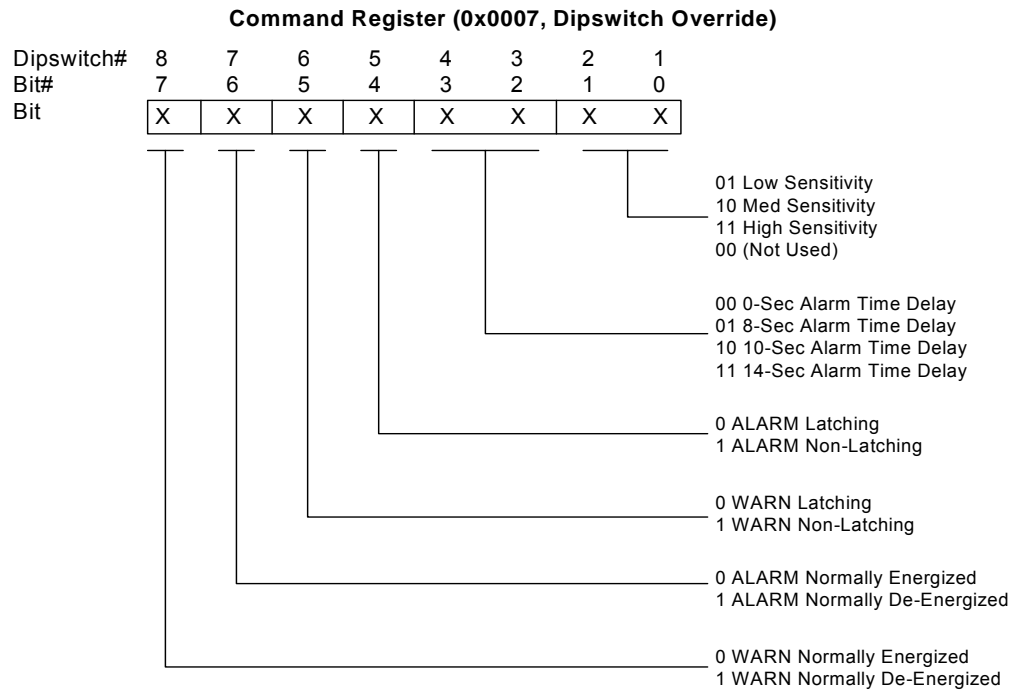 Command Register (0x0007, Dipswitch Override)
Dipswitch# 8 7 6 5 4 3 2 1
Bit# 7 6 5 4 3 2 1 0
Bit X X X X X X X X
01 Low Sensitivity
10 Med Sensitivity
11 High Sensitivity
00 (Not Used)
00 0-Sec Alarm Time Delay
01 8-Sec Alarm Time Delay
10 10-Sec Alarm Time Delay
11 14-Sec Alarm Time Delay
0 ALARM Latching
1 ALARM Non-Latching
0 WARN Latching
1 WARN Non-Latching
0 ALARM Normally Energized
1 ALARM Normally De-Energized
0 WARN Normally Energized
1 WARN Normally De-Energized